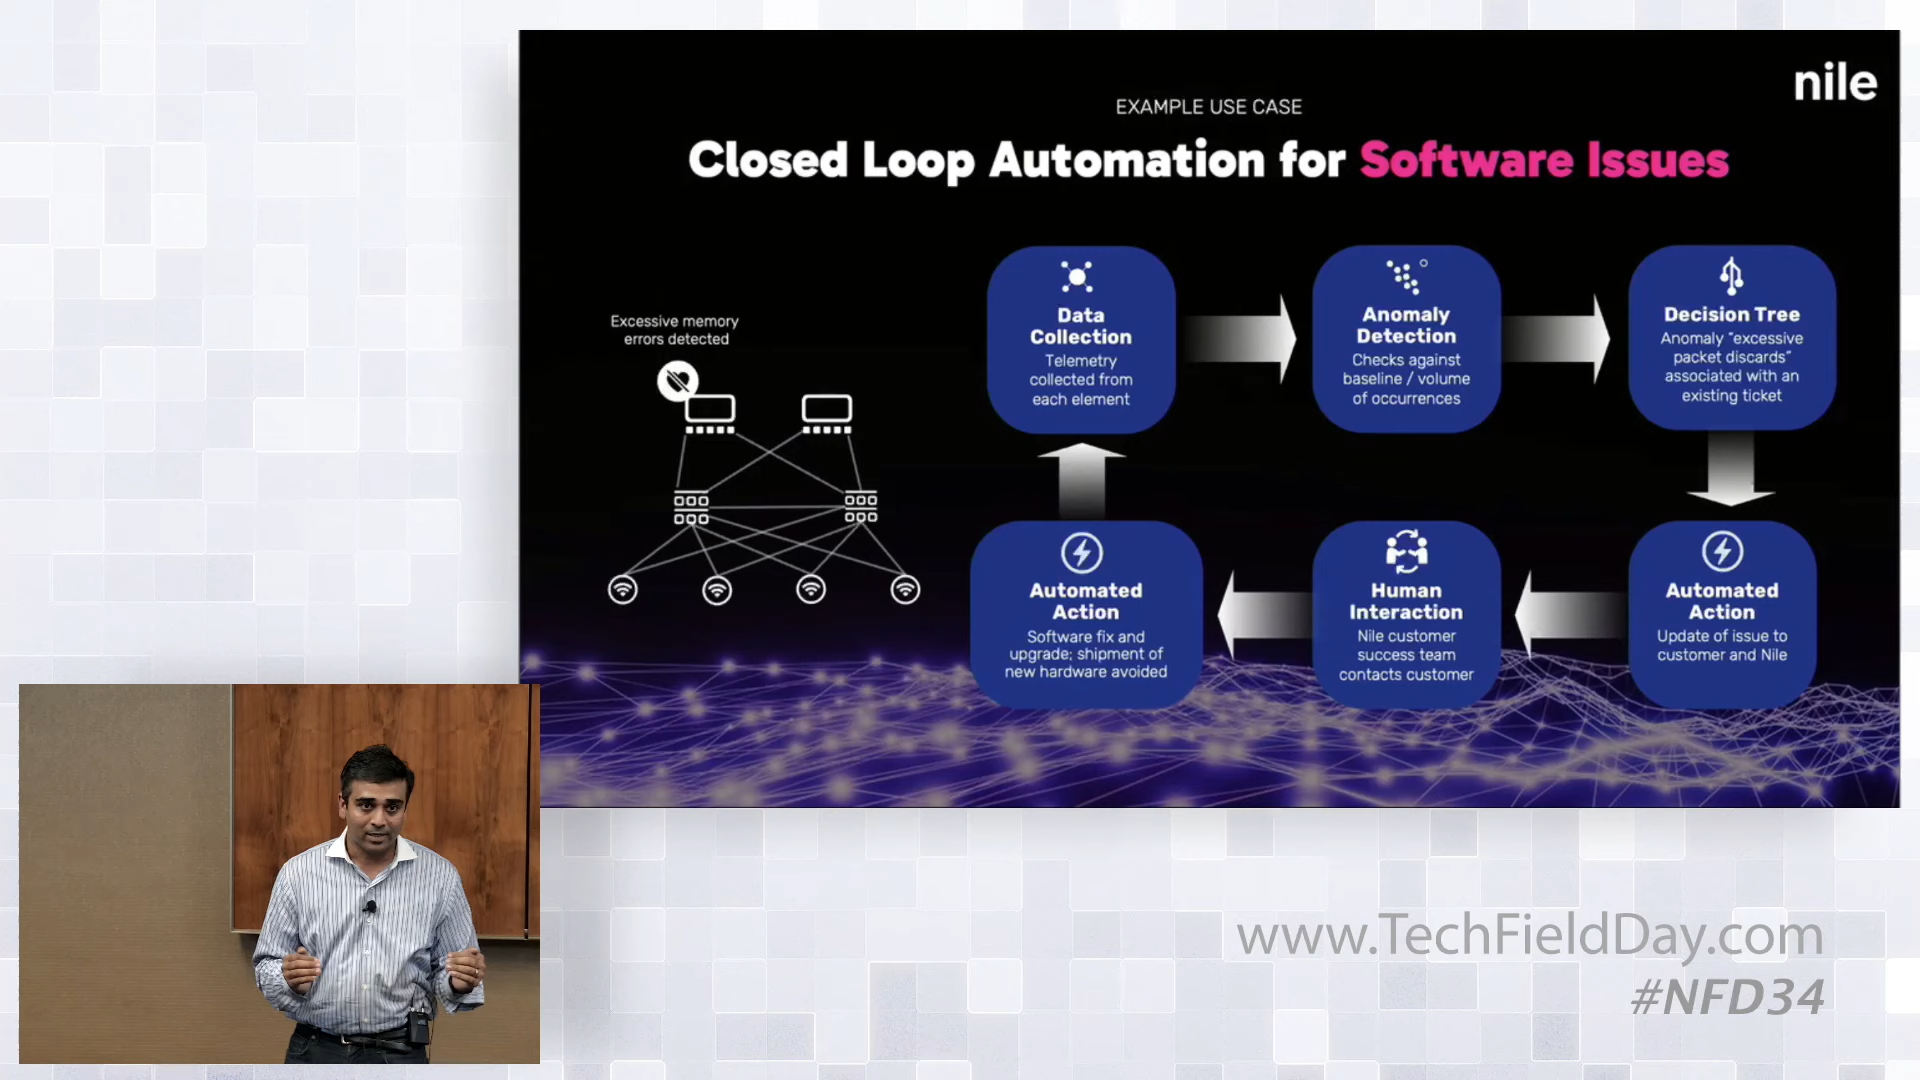 nile
EXAMPLE USE CASE
Closed Loop Automation for Software Issues
Excessive memory
errors detected
Data
Collection
Telemetry
collected from
each element
Anomaly
Detection
Checks against
baseline / volume
of occurrences
Decision Tree
Anomaly “excessive
packet discards”
associated with an
existing ticket
Automated
Action
Software fix and
upgrade; shipment of
new hardware avoided
Human
Interaction
Nile customer
success team
contacts customer
Automated
Action
Update of issue to
customer and Nile
www.TechFieldDay.com
#NFD34